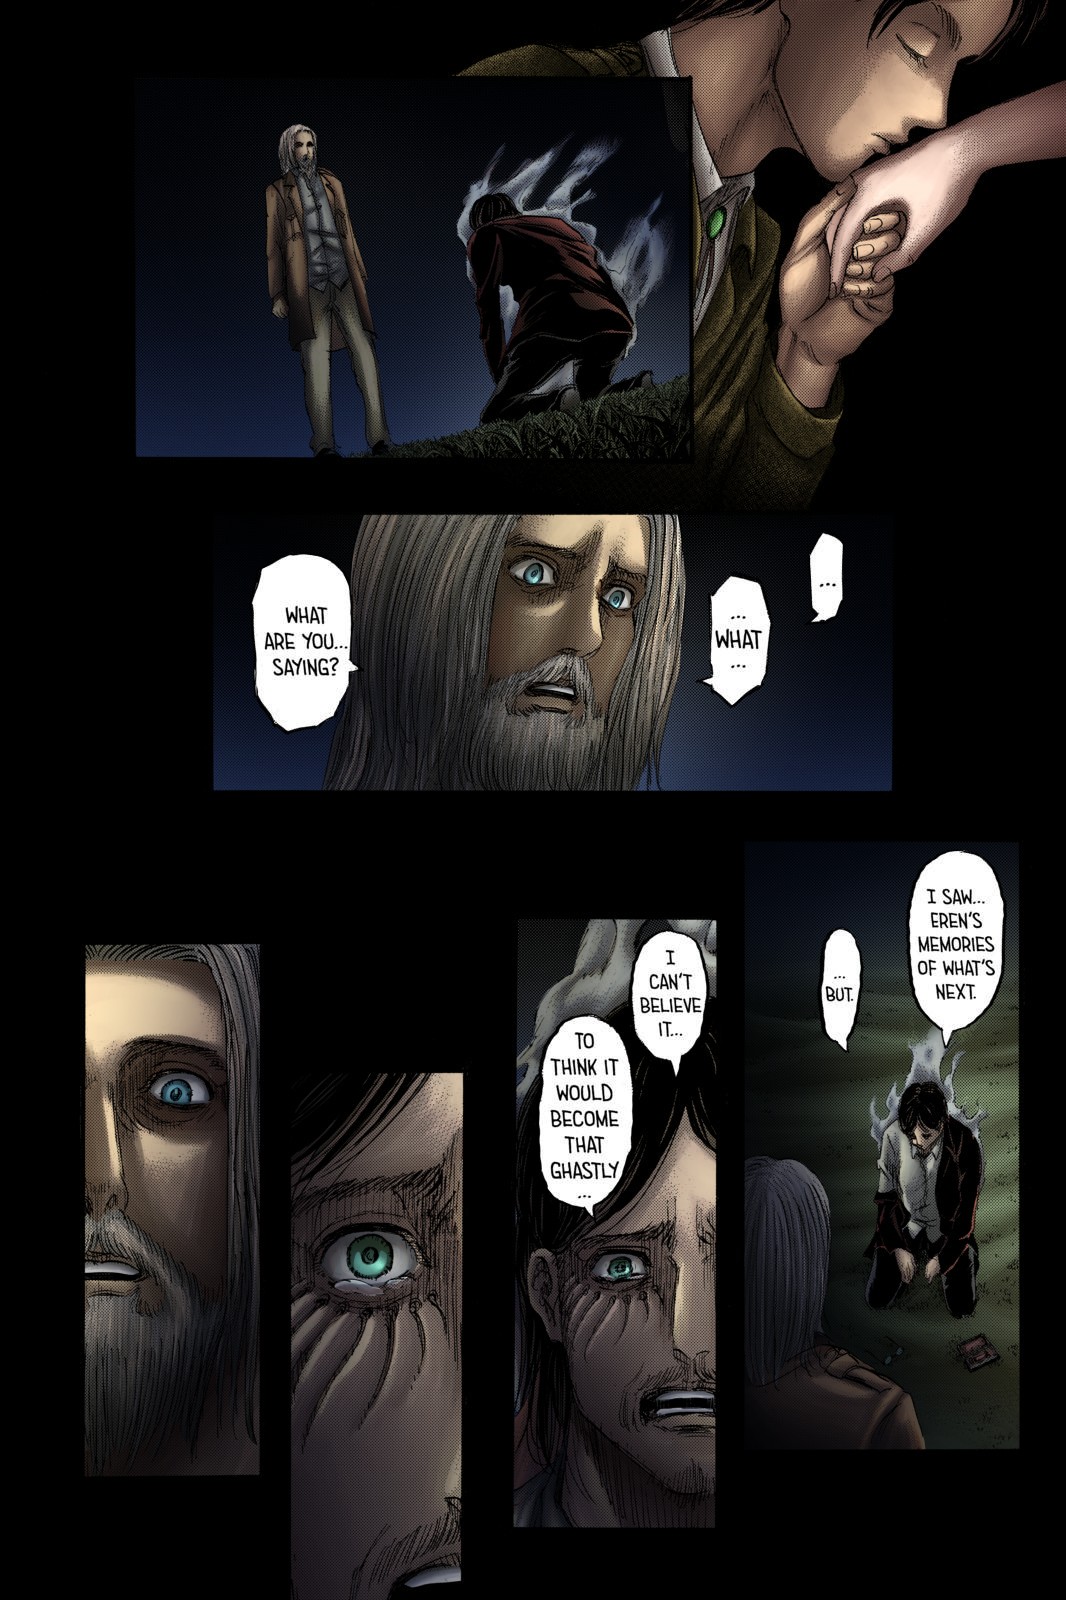 ...
...
WHAT
...
WHAT
ARE YOU...
SAYING?
I SAW...
EREN'S
MEMORIES
OF WHAT'S
NEXT.
...
BUT.
I
CAN'T
BELIEVE
IT...
TO
THINK IT
WOULD
BECOME
THAT
GHASTLY
...